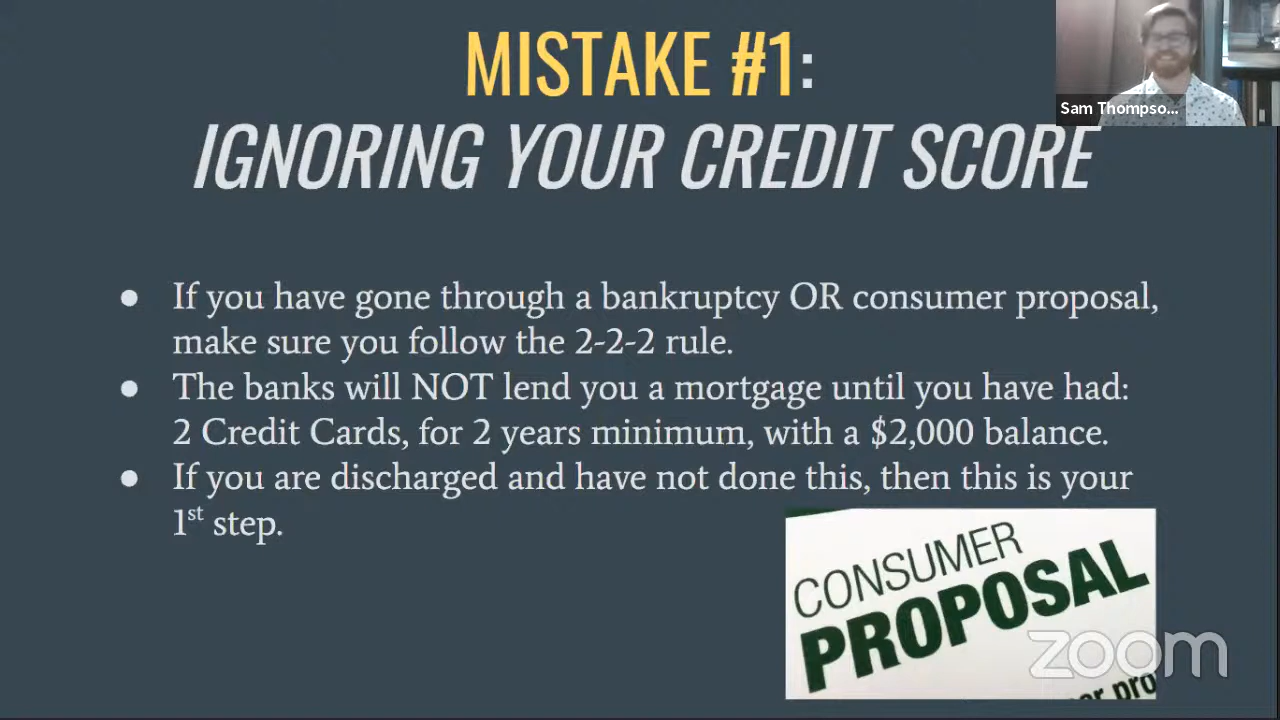 MISTAKE #1:
IGNORING YOUR CREDIT SCORE
Sam Thompso...
● If you have gone through a bankruptcy OR consumer proposal,
make sure you follow the 2-2-2 rule.
● The banks will NOT lend you a mortgage until you have had:
2 Credit Cards, for 2 years minimum, with a $2,000 balance.
● If you are discharged and have not done this, then this is your
1st step.
CONSUMER
PROPOSAL
zoom